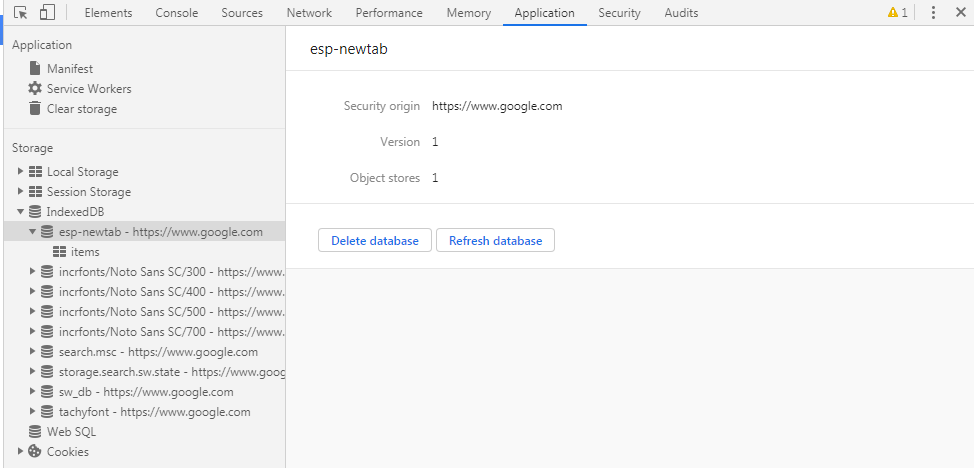 Elements Console Sources Network Performance Memory Application Security Audits 1
Application
Manifest
Service Workers
Clear storage
Storage
Local Storage
Session Storage
IndexedDB
esp-newtab - https://www.google.com
items
incrfonts/Noto Sans SC/300 - https://www.
incrfonts/Noto Sans SC/400 - https://www.
incrfonts/Noto Sans SC/500 - https://www.
incrfonts/Noto Sans SC/700 - https://www.
search.msc - https://www.google.com
storage.search.sw.state - https://www.goog
sw_db - https://www.google.com
tachyfont - https://www.google.com
Web SQL
Cookies
esp-newtab
Security origin https://www.google.com
Version 1
Object stores 1
Delete database Refresh database